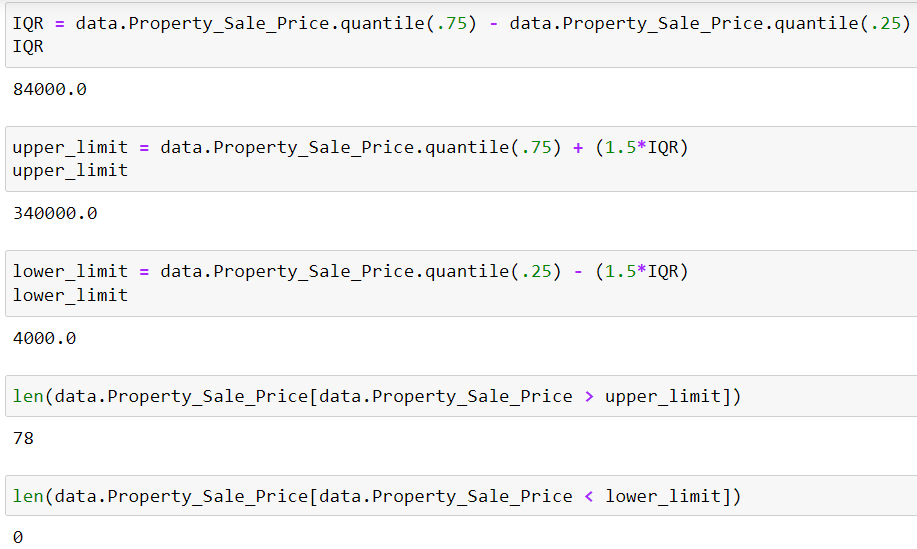 IQR = data.Property_Sale_Price.quantile(.75) - data.Property_Sale_Price.quantile(.25)
IQR
84000.0
upper_limit = data.Property_Sale_Price.quantile(.75) + (1.5*IQR)
upper_limit
340000.0
lower_limit = data.Property_Sale_Price.quantile(.25) - (1.5*IQR)
lower_limit
4000.0
len(data.Property_Sale_Price[data.Property_Sale_Price > upper_limit])
78
len(data.Property_Sale_Price[data.Property_Sale_Price < lower_limit])
0